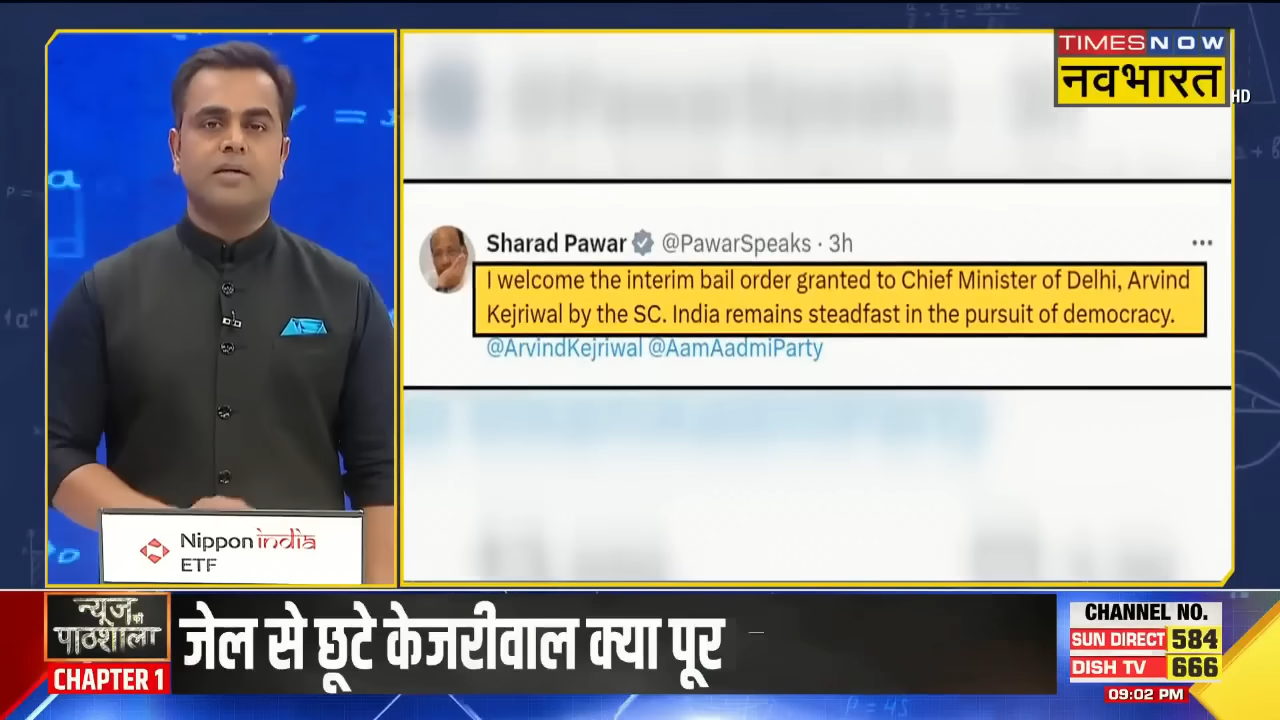 TIMES NOW
नवभारत
HD
Sharad Pawar @PawarSpeaks · 3h
I welcome the interim bail order granted to Chief Minister of Delhi, Arvind
Kejriwal by the SC. India remains steadfast in the pursuit of democracy.
@ArvindKejriwal @AamAadmiParty
Nippon india
ETF
न्यूज़ की
पाठशाला
CHAPTER 1
जेल से छूटे केजरीवाल क्या पूर
CHANNEL NO.
SUN DIRECT 584
DISH TV 666
09:02 PM